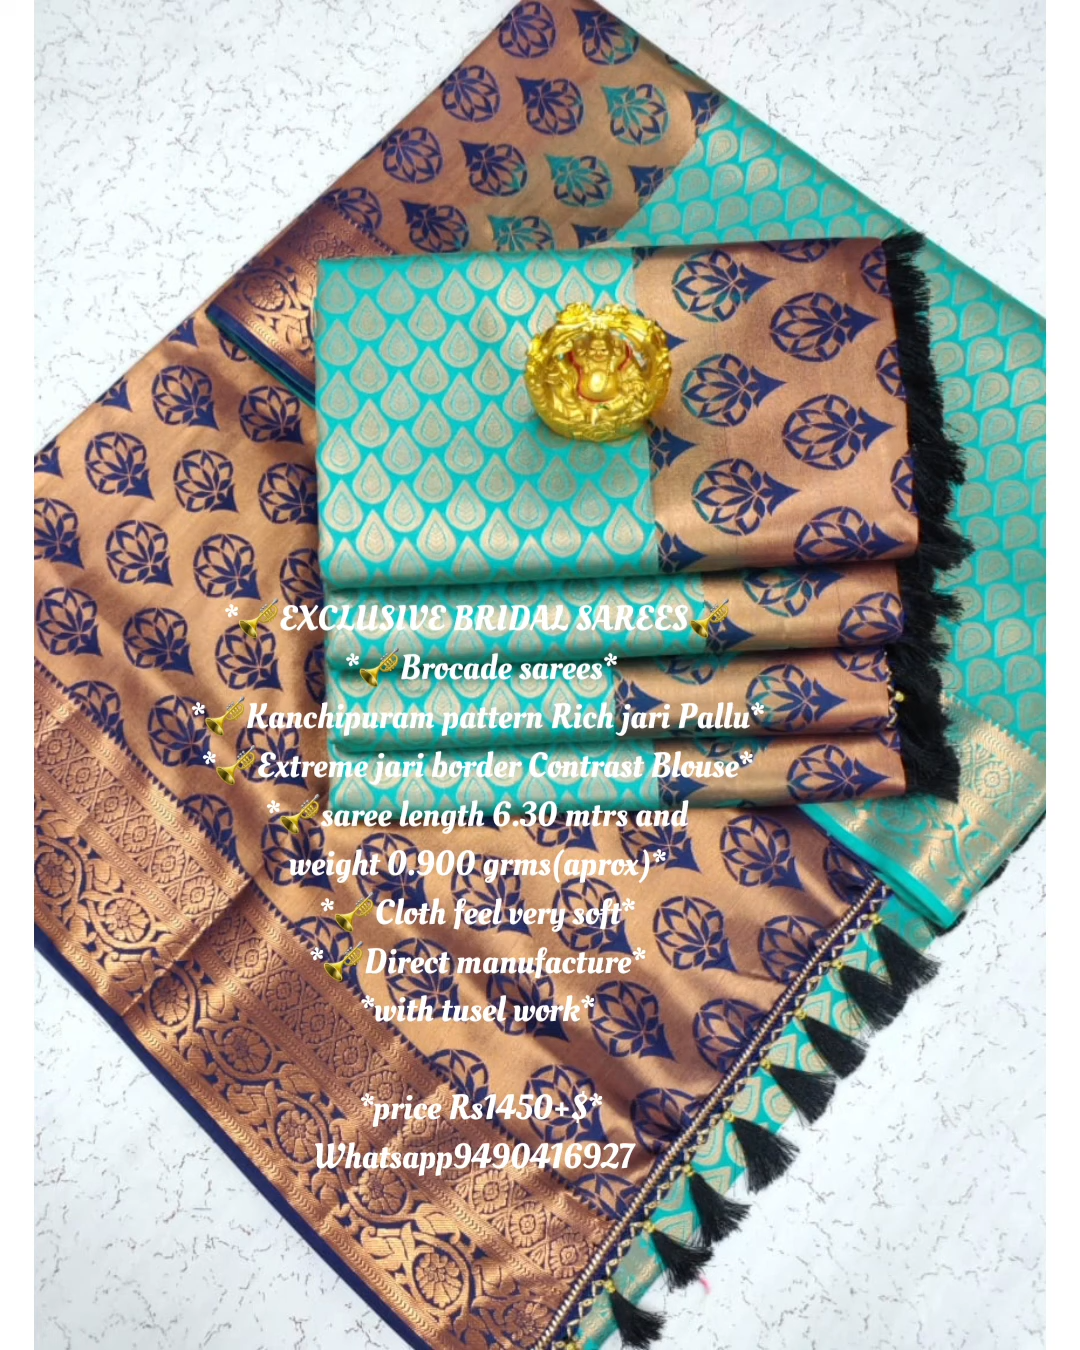 *🎺EXCLUSIVE BRIDAL SAREES🎺
*🎺Brocade sarees*
*🎺Kanchipuram pattern Rich jari Pallu*
*🎺Extreme jari border Contrast Blouse*
*🎺saree length 6.30 mtrs and
weight 0.900 grms(aprox)*
*🎺Cloth feel very soft*
*🎺Direct manufacture*
*with tusel work*
*price Rs1450+$*
Whatsapp9490416927